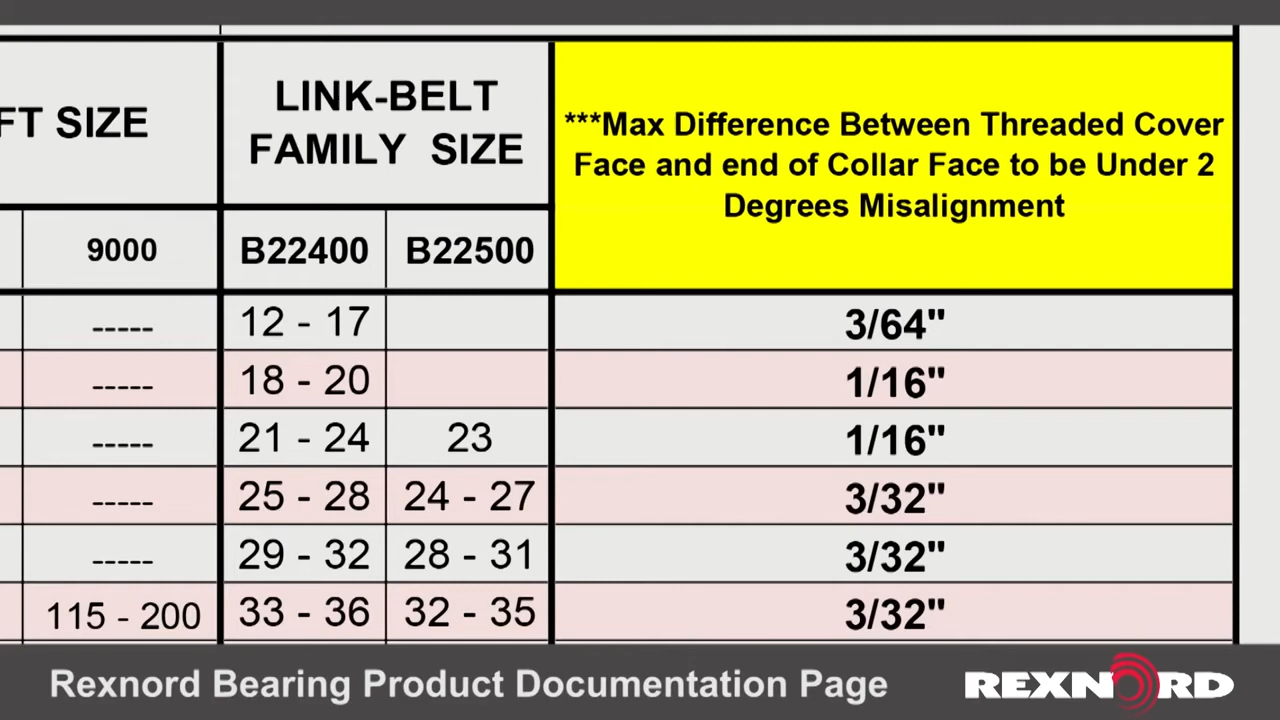 FT SIZE
LINK-BELT
FAMILY SIZE
***Max Difference Between Threaded Cover
Face and end of Collar Face to be Under 2
Degrees Misalignment
9000 B22400 B22500
----- 12 - 17 3/64"
----- 18 - 20 1/16"
----- 21 - 24 23 1/16"
----- 25 - 28 24 - 27 3/32"
----- 29 - 32 28 - 31 3/32"
115 - 200 33 - 36 32 - 35 3/32"
Rexnord Bearing Product Documentation Page
REXNORD